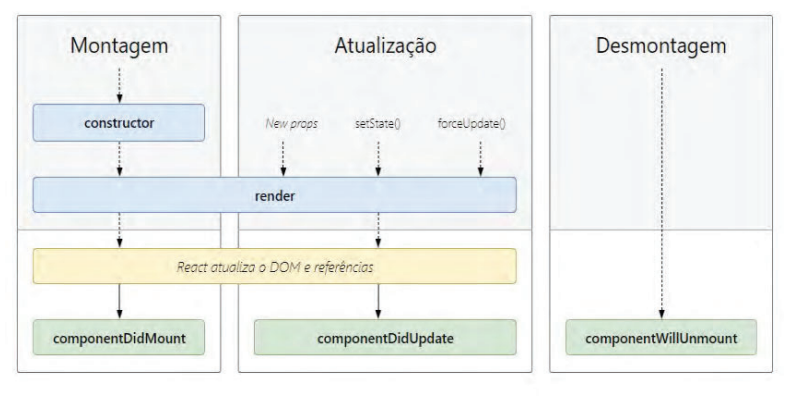 Montagem
Atualização
Desmontagem
constructor
New props
setState()
forceUpdate()
render
React atualiza o DOM e referências
componentDidMount
componentDidUpdate
componentWillUnmount